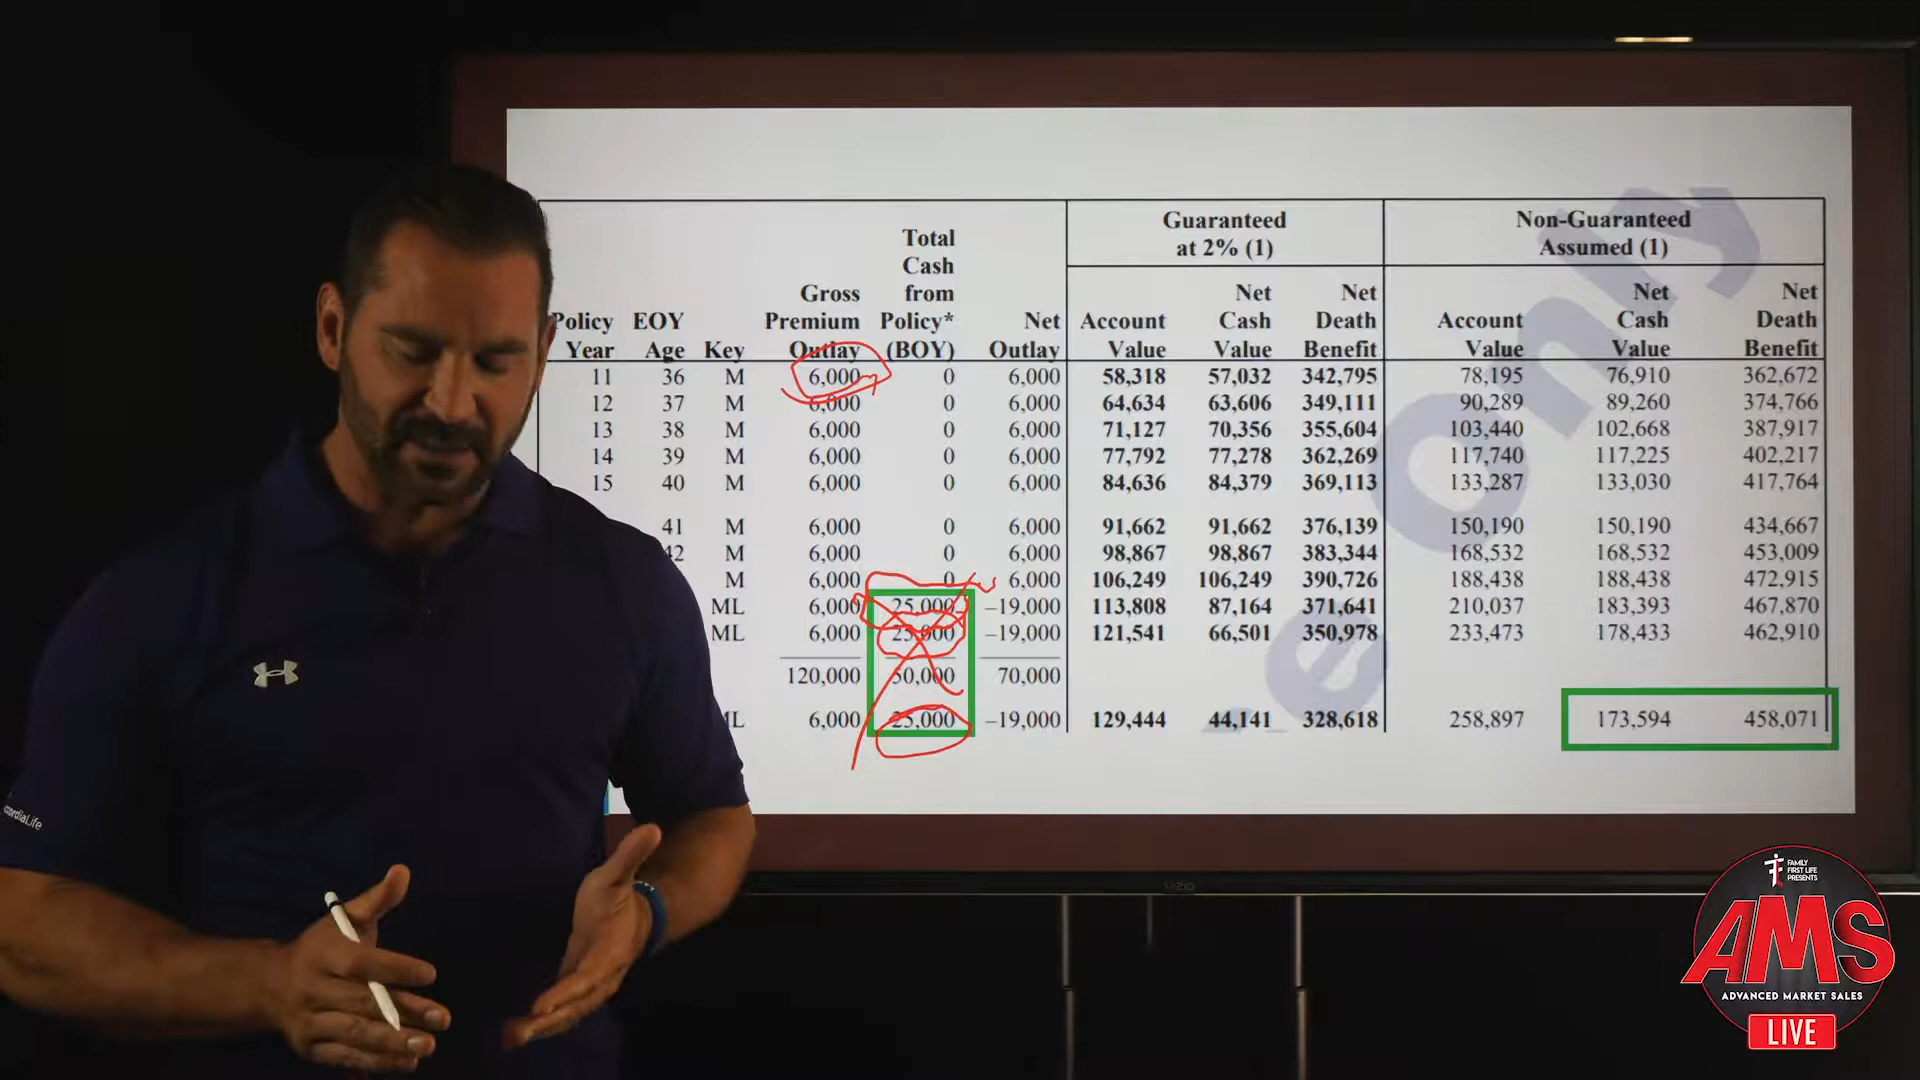 Guaranteed
at 2% (1)
Non-Guaranteed
Assumed (1)
Total
Cash
Gross from Net Net Net Net
Policy EOY Premium Policy* Net Account Cash Death Account Cash Death
Year Age Key Outlay (BOY) Outlay Value Value Benefit Value Value Benefit
11 36 M 6,000 0 6,000 58,318 57,032 342,795 78,195 76,910 362,672
12 37 M 6,000 0 6,000 64,634 63,606 349,111 90,289 89,260 374,766
13 38 M 6,000 0 6,000 71,127 70,356 355,604 103,440 102,668 387,917
14 39 M 6,000 0 6,000 77,792 77,278 362,269 117,740 117,225 402,217
15 40 M 6,000 0 6,000 84,636 84,379 369,113 133,287 133,030 417,764
41 M 6,000 0 6,000 91,662 91,662 376,139 150,190 150,190 434,667
42 M 6,000 0 6,000 98,867 98,867 383,344 168,532 168,532 453,009
M 6,000 0 6,000 106,249 106,249 390,726 188,438 188,438 472,915
ML 6,000 25,000 –19,000 113,808 87,164 371,641 210,037 183,393 467,870
ML 6,000 25,000 –19,000 121,541 66,501 350,978 233,473 178,433 462,910
120,000 50,000 70,000
L 6,000 25,000 –19,000 129,444 44,141 328,618 258,897 173,594 458,071
e Only
cordiaLife
VIZIO
FAMILY
FIRST LIFE
PRESENTS
AMS
ADVANCED MARKET SALES
LIVE